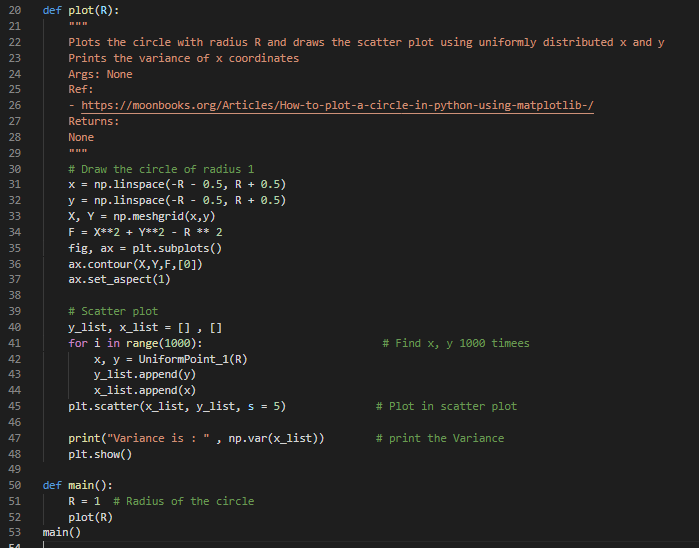 20 def plot(R):
21     """
22     Plots the circle with radius R and draws the scatter plot using uniformly distributed x and y
23     Prints the variance of x coordinates
24     Args: None
25     Ref:
26     - https://moonbooks.org/Articles/How-to-plot-a-circle-in-python-using-matplotlib-/
27     Returns:
28     None
29     """
30     # Draw the circle of radius 1
31     x = np.linspace(-R - 0.5, R + 0.5)
32     y = np.linspace(-R - 0.5, R + 0.5)
33     X, Y = np.meshgrid(x,y)
34     F = X**2 + Y**2 - R ** 2
35     fig, ax = plt.subplots()
36     ax.contour(X,Y,F,[0])
37     ax.set_aspect(1)
38
39     # Scatter plot
40     y_list, x_list = [] , []
41     for i in range(1000):                            # Find x, y 1000 timees
42         x, y = UniformPoint_1(R)
43         y_list.append(y)
44         x_list.append(x)
45     plt.scatter(x_list, y_list, s = 5)              # Plot in scatter plot
46
47     print("Variance is : " , np.var(x_list))        # print the Variance
48     plt.show()
49
50 def main():
51     R = 1  # Radius of the circle
52     plot(R)
53 main()
54